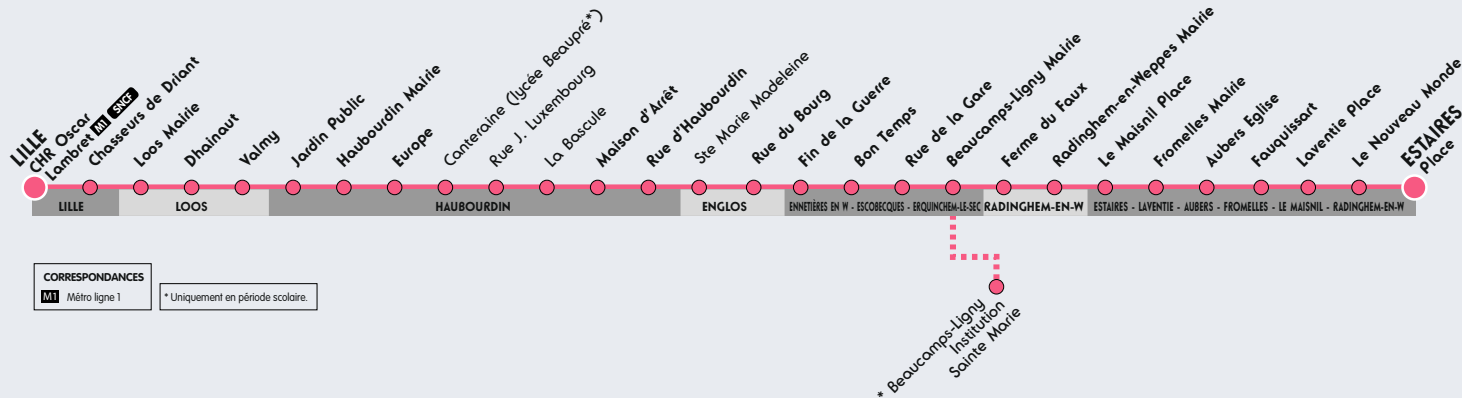 LILLE
CHR Oscar
Lambret M1 SNCF
Chasseurs de Driant
Loos Mairie
Dhainaut
Valmy
Jardin Public
Haubourdin Mairie
Europe
Canteraine (lycée Beaupré*)
Rue J. Luxembourg
La Bascule
Maison d'Arrêt
Rue d'Haubourdin
Ste Marie Madeleine
Rue du Bourg
Fin de la Guerre
Bon Temps
Rue de la Gare
Beaucamps-Ligny Mairie
Ferme du Faux
Radinghem-en-Weppes Mairie
Le Maisnil Place
Fromelles Mairie
Aubers Eglise
Fauquissart
Laventie Place
Le Nouveau Monde
ESTAIRES
Place
LILLE
LOOS
HAUBOURDIN
ENGLOS
ENNETIÈRES EN W - ESCOBECQUES - ERQUINCHEM-LE-SEC
RADINGHEM-EN-W
ESTAIRES - LAVENTIE - AUBERS - FROMELLES - LE MAISNIL - RADINGHEM-EN-W
CORRESPONDANCES
M1 Métro ligne 1
* Uniquement en période scolaire.
* Beaucamps-Ligny
Institution
Sainte Marie